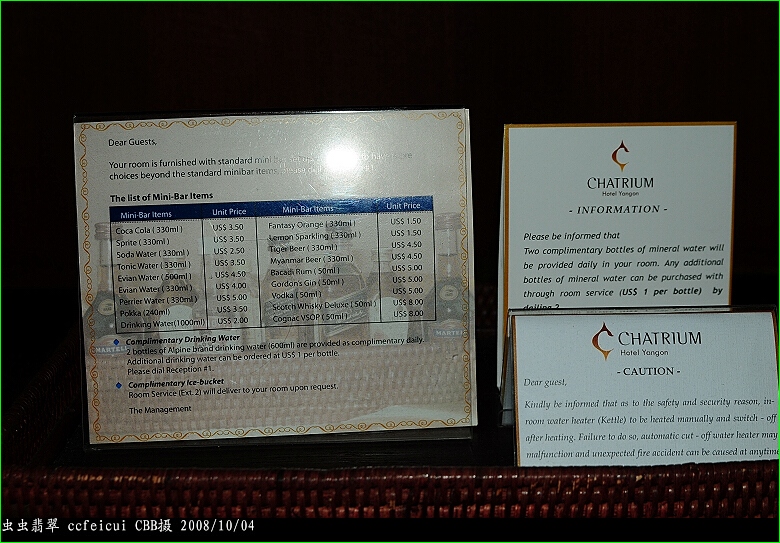 Dear Guests,
Your room is furnished with standard mini
choices beyond the standard minibar items, please dial
The list of Mini-Bar Items
Mini-Bar Items Unit Price Mini-Bar Items Unit Price
Coca Cola ( 330ml ) US$ 3.50 Fantasy Orange ( 330ml ) US$ 1.50
Sprite ( 330ml ) US$ 3.50 Lemon Sparkling ( 330ml ) US$ 1.50
Soda Water ( 330ml ) US$ 2.50 Tiger Beer ( 330ml ) US$ 4.50
Tonic Water ( 330ml ) US$ 3.50 Myanmar Beer ( 330ml ) US$ 4.50
Evian Water ( 500ml ) US$ 4.50 Bacadi Rum ( 50ml ) US$ 5.00
Evian Water ( 330ml ) US$ 4.00 Gordon's Gin ( 50ml ) US$ 5.00
Perrier Water ( 330ml ) US$ 5.00 Vodka ( 50ml ) US$ 5.00
Pokka (240ml) US$ 3.50 Scotch Whisky Deluxe ( 50ml ) US$ 8.00
Drinking Water(1000ml) US$ 2.00 Cognac VSOP ( 50ml ) US$ 8.00
Complimentary Drinking Water
2 bottles of Alpine brand drinking water (600ml) are provided as complimentary daily.
Additional drinking water can be ordered at US$ 1 per bottle.
Please dial Reception #1.
Complimentary Ice-bucket
Room Service (Ext. 2) will deliver to your room upon request.
The Management
MARTELL
CHATRIUM
Hotel Yangon
- INFORMATION -
Please be informed that
Two complimentary bottles of mineral water will
be provided daily in your room. Any additional
bottles of mineral water can be purchased with
through room service (US$ 1 per bottle) by
dailing 2
CHATRIUM
Hotel Yangon
- CAUTION -
Dear guest,
Kindly be informed that as to the safety and security reason, in-
room water heater (Kettle) to be heated manually and switch - off
after heating. Failure to do so, automatic cut - off water heater may
malfunction and unexpected fire accident can be caused at anytime
虫虫翡翠 ccfeicui CBB摄 2008/10/04